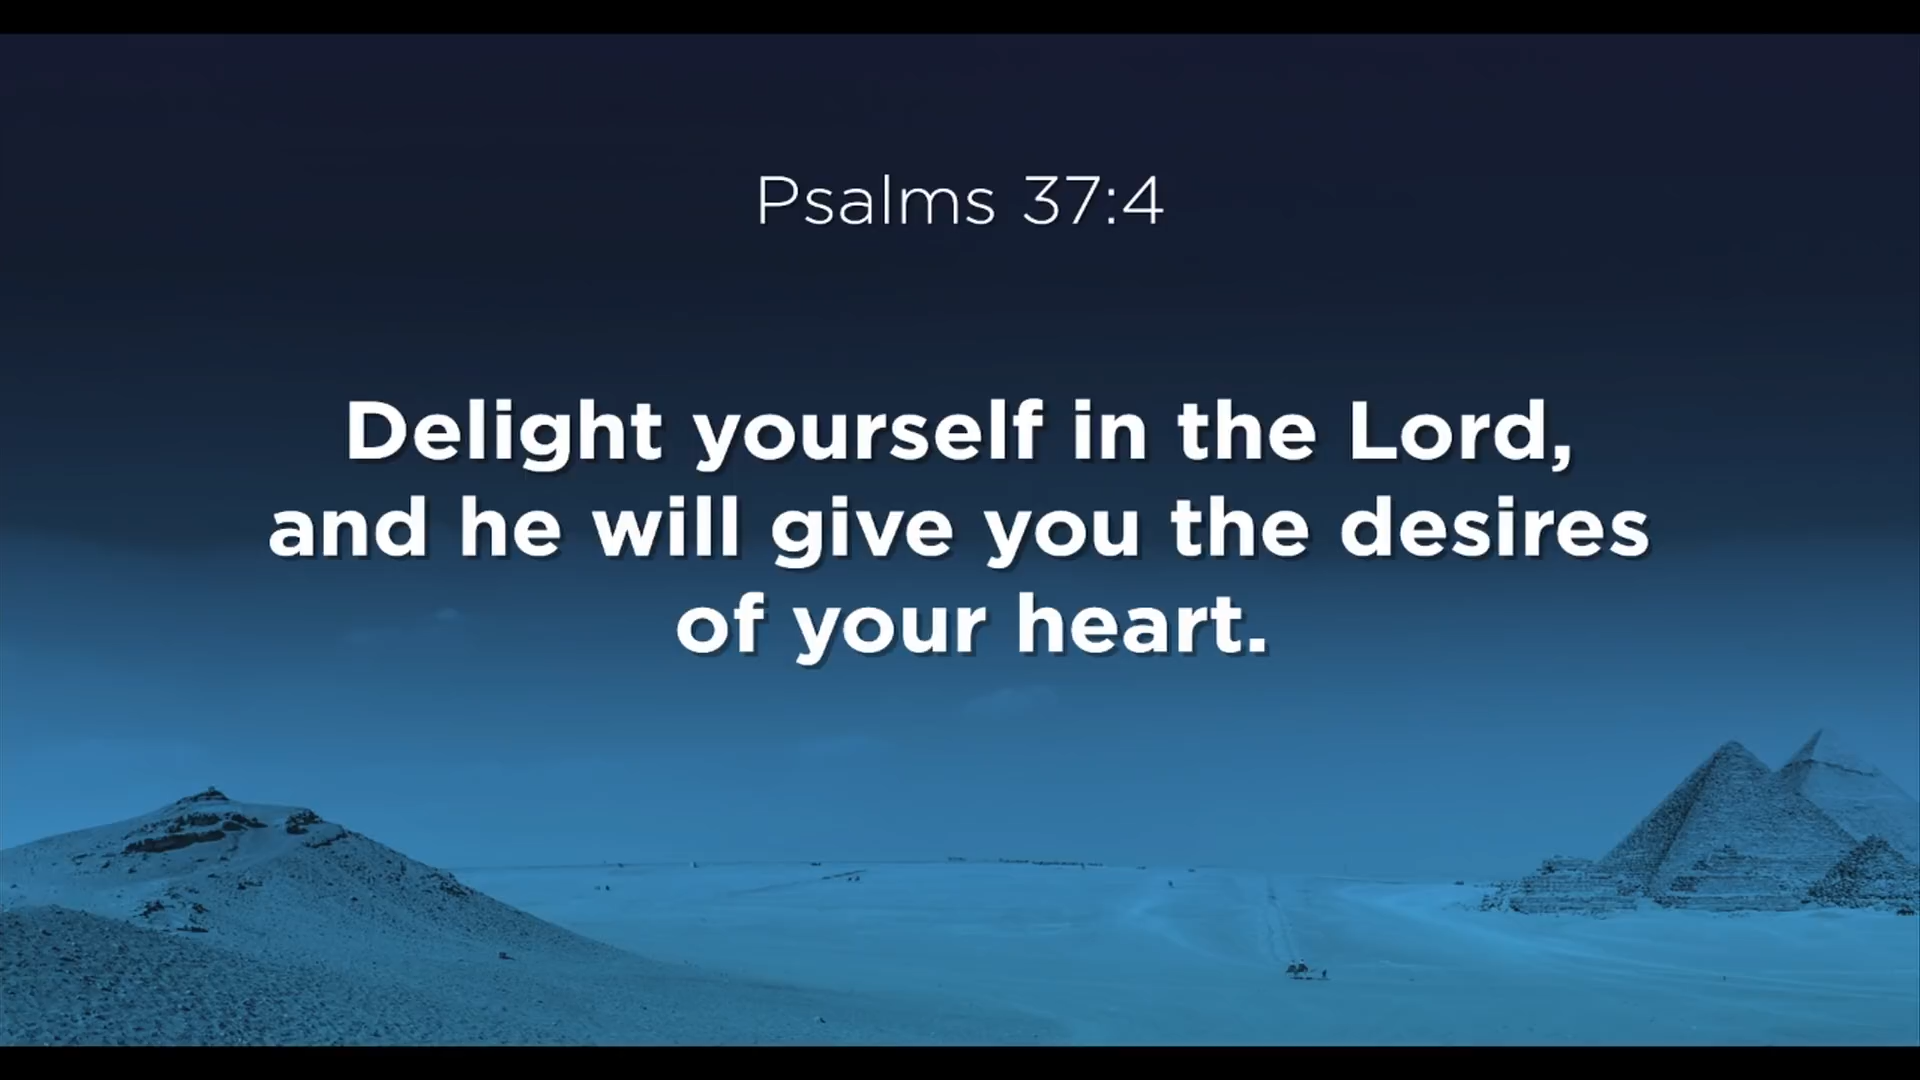 Psalms 37:4
Delight yourself in the Lord,
and he will give you the desires
of your heart.